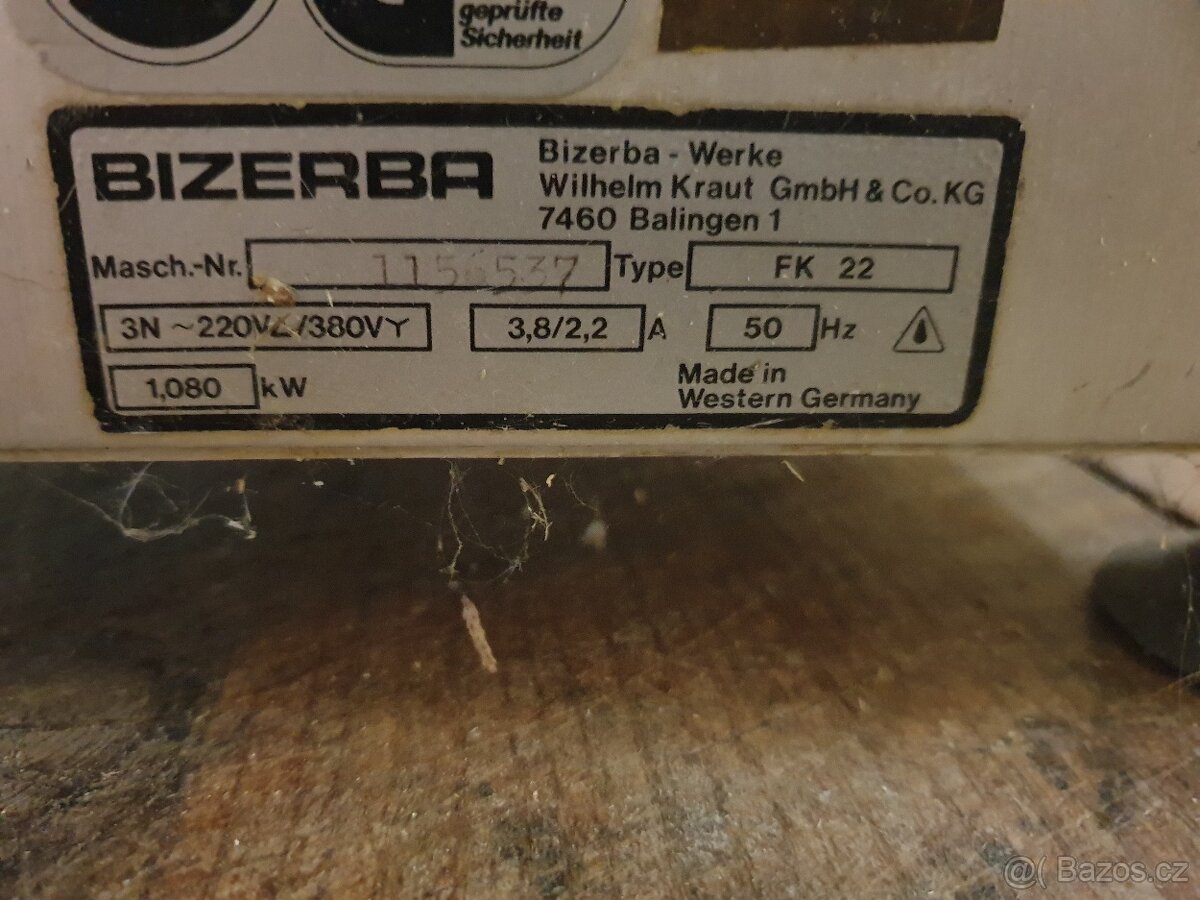 geprüfte
Sicherheit
BIZERBA
Bizerba - Werke
Wilhelm Kraut GmbH & Co. KG
7460 Balingen 1
Masch.-Nr. 1156537 Type FK 22
3N ~220V△/380VY 3,8/2,2 A 50 Hz
1,080 kW
Made in
Western Germany
@( Bazos.cz